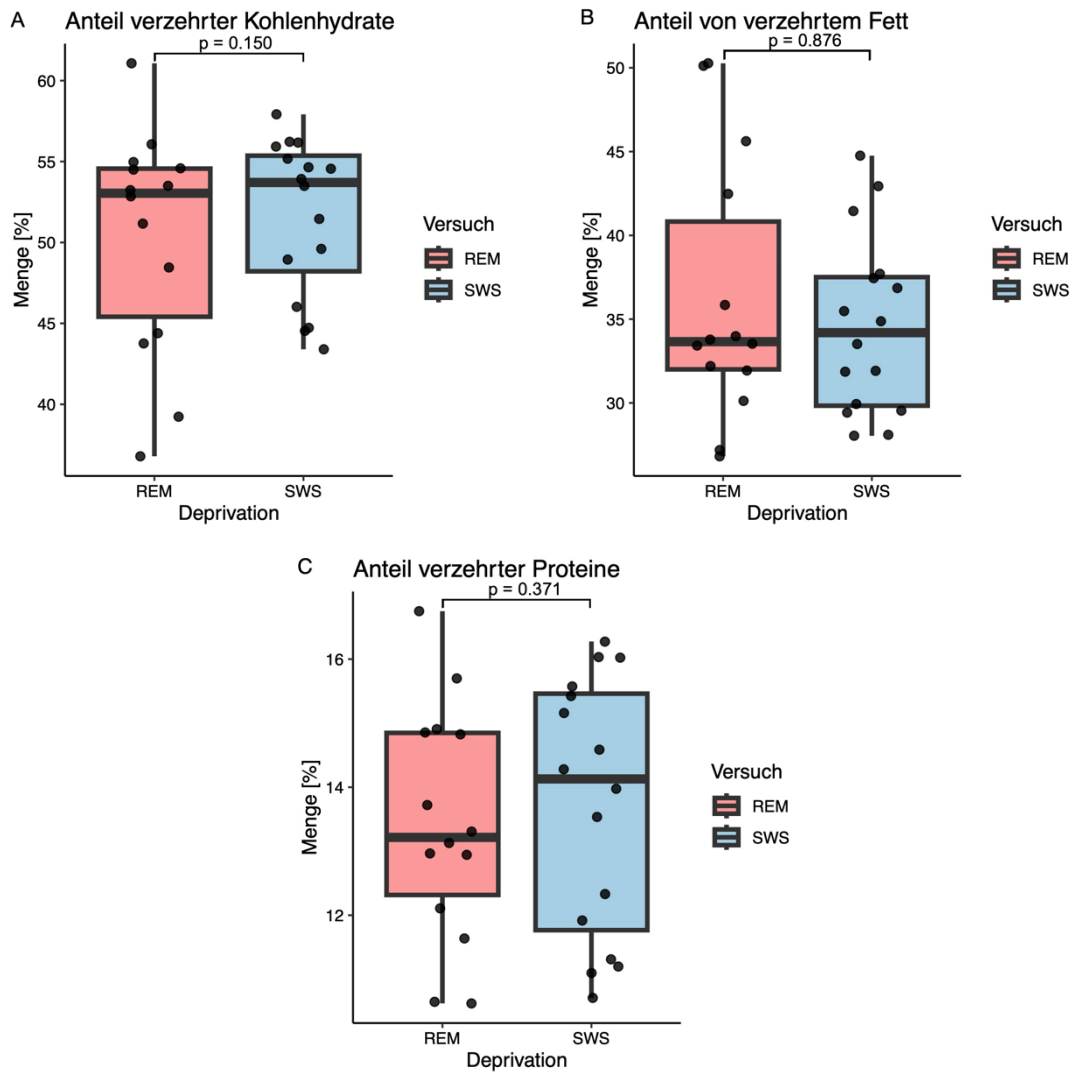 A
Anteil verzehrter Kohlenhydrate
p = 0.150
60
55
50
45
40
Menge [%]
REM
SWS
Deprivation
Versuch
REM
SWS
B
Anteil von verzehrtem Fett
p = 0.876
50
45
40
35
30
Menge [%]
REM
SWS
Deprivation
Versuch
REM
SWS
C
Anteil verzehrter Proteine
p = 0.371
16
14
12
Menge [%]
REM
SWS
Deprivation
Versuch
REM
SWS